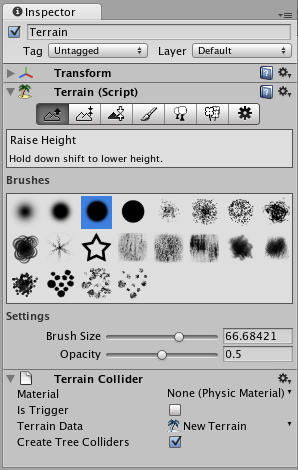 Inspector
Terrain
Tag Untagged Layer Default
Transform
Terrain (Script)
Raise Height
Hold down shift to lower height.
Brushes
Settings
Brush Size 66.68421
Opacity 0.5
Terrain Collider
Material None (Physic Material)
Is Trigger
Terrain Data New Terrain
Create Tree Colliders